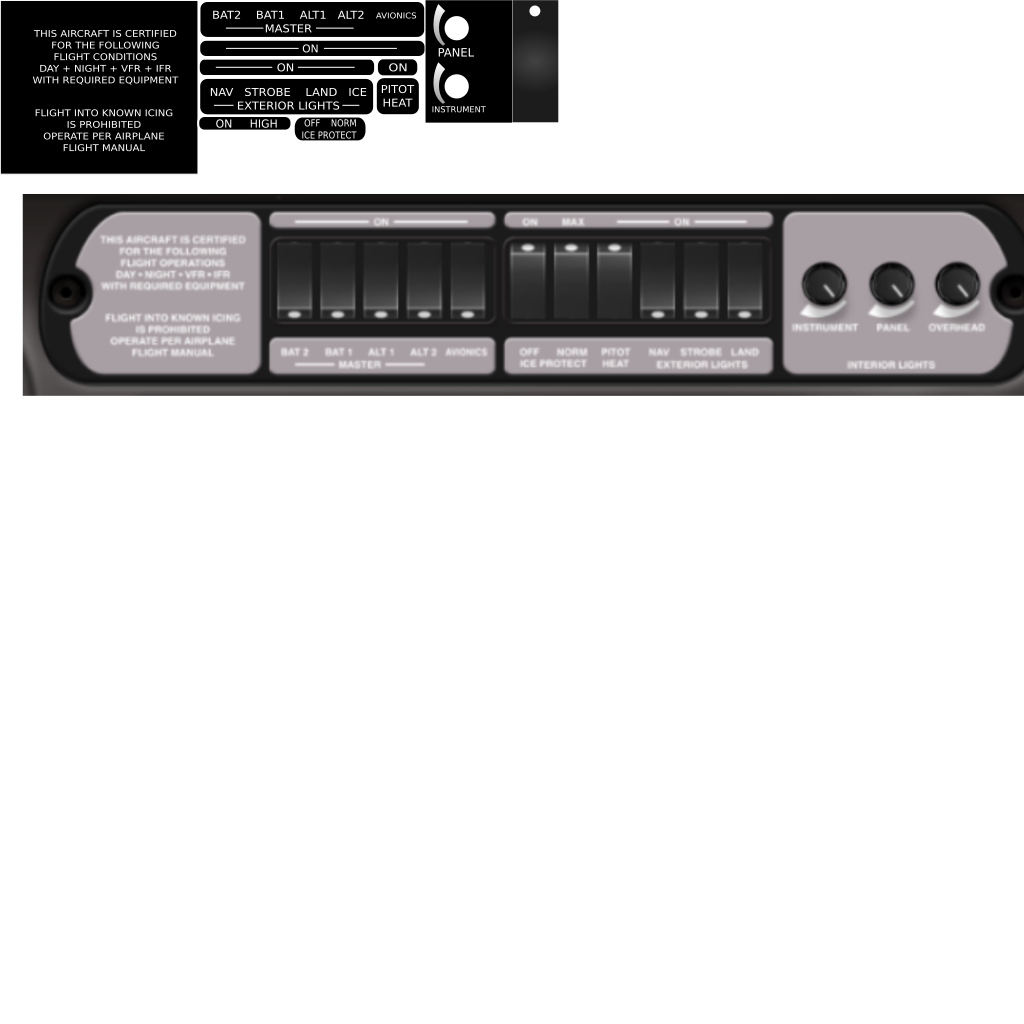 THIS AIRCRAFT IS CERTIFIED
FOR THE FOLLOWING
FLIGHT CONDITIONS
DAY + NIGHT + VFR + IFR
WITH REQUIRED EQUIPMENT
FLIGHT INTO KNOWN ICING
IS PROHIBITED
OPERATE PER AIRPLANE
FLIGHT MANUAL
BAT2 BAT1 ALT1 ALT2 AVIONICS
MASTER
ON
ON ON
NAV STROBE LAND ICE
EXTERIOR LIGHTS
PITOT
HEAT
ON HIGH
OFF NORM
ICE PROTECT
PANEL
INSTRUMENT
THIS AIRCRAFT IS CERTIFIED
FOR THE FOLLOWING
FLIGHT OPERATIONS
DAY • NIGHT • VFR • IFR
WITH REQUIRED EQUIPMENT
FLIGHT INTO KNOWN ICING
IS PROHIBITED
OPERATE PER AIRPLANE
FLIGHT MANUAL
ON
BAT 2 BAT 1 ALT 1 ALT 2 AVIONICS
MASTER
ON MAX ON
OFF NORM PITOT NAV STROBE LAND
ICE PROTECT HEAT EXTERIOR LIGHTS
INSTRUMENT PANEL OVERHEAD
INTERIOR LIGHTS